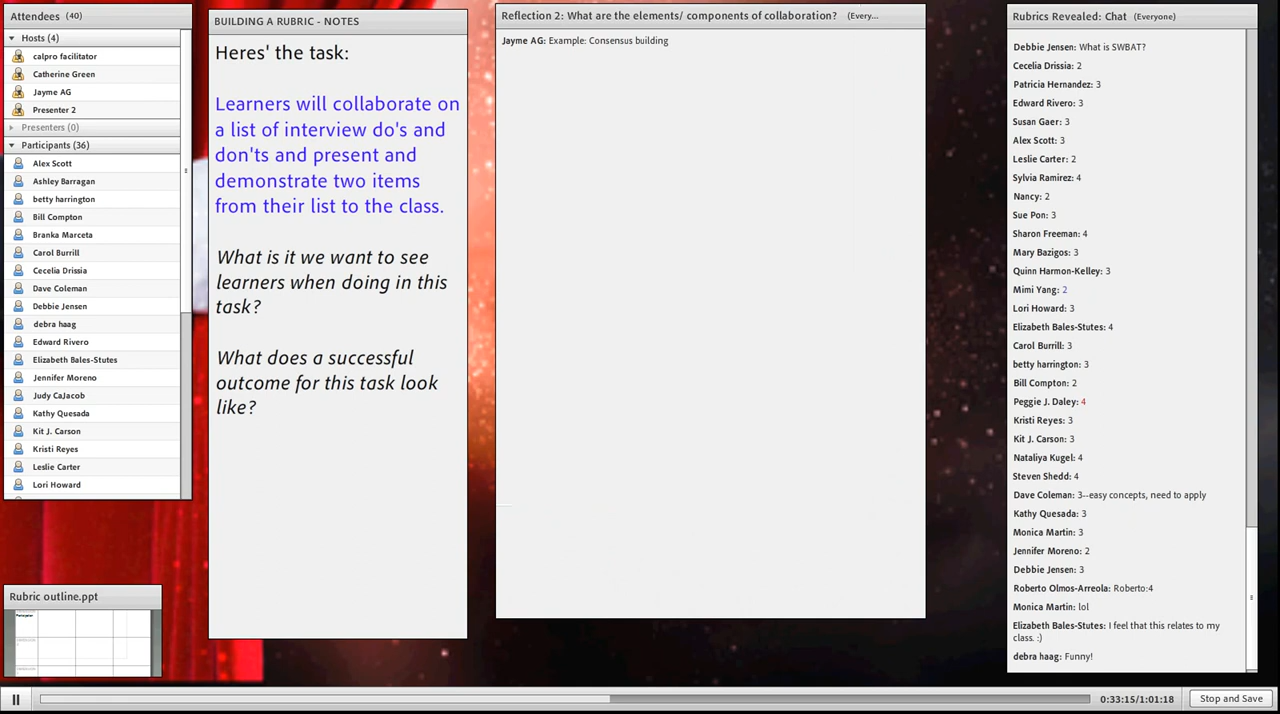 Attendees (40)
Hosts (4)
calpro facilitator
Catherine Green
Jayme AG
Presenter 2
Presenters (0)
Participants (36)
Alex Scott
Ashley Barragan
betty harrington
Bill Compton
Branka Marceta
Carol Burrill
Cecelia Drissia
Dave Coleman
Debbie Jensen
debra haag
Edward Rivero
Elizabeth Bales-Stutes
Jennifer Moreno
Judy CaJacob
Kathy Quesada
Kit J. Carson
Kristi Reyes
Leslie Carter
Lori Howard
Rubric outline.ppt
BUILDING A RUBRIC - NOTES
Heres' the task:
Learners will collaborate on
a list of interview do's and
don'ts and present and
demonstrate two items
from their list to the class.
What is it we want to see
learners when doing in this
task?
What does a successful
outcome for this task look
like?
Reflection 2: What are the elements/ components of collaboration? (Every...
Jayme AG: Example: Consensus building
Rubrics Revealed: Chat (Everyone)
Debbie Jensen: What is SWBAT?
Cecelia Drissia: 2
Patricia Hernandez: 3
Edward Rivero: 3
Susan Gaer: 3
Alex Scott: 3
Leslie Carter: 2
Sylvia Ramirez: 4
Nancy: 2
Sue Pon: 3
Sharon Freeman: 4
Mary Bazigos: 3
Quinn Harmon-Kelley: 3
Mimi Yang: 2
Lori Howard: 3
Elizabeth Bales-Stutes: 4
Carol Burrill: 3
betty harrington: 3
Bill Compton: 2
Peggie J. Daley: 4
Kristi Reyes: 3
Kit J. Carson: 3
Nataliya Kugel: 4
Steven Shedd: 4
Dave Coleman: 3--easy concepts, need to apply
Kathy Quesada: 3
Monica Martin: 3
Jennifer Moreno: 2
Debbie Jensen: 3
Roberto Olmos-Arreola: Roberto:4
Monica Martin: lol
Elizabeth Bales-Stutes: I feel that this relates to my
class. :)
debra haag: Funny!
0:33:15/1:01:18
Stop and Save